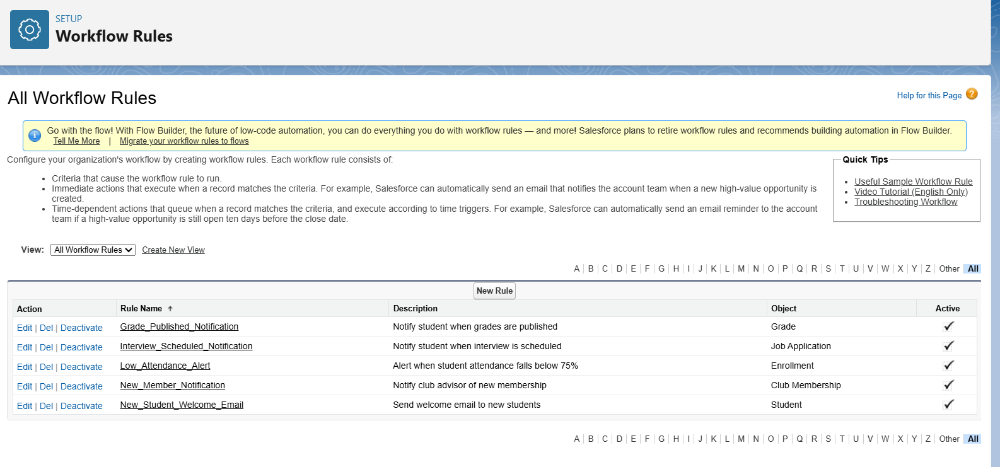 SETUP
Workflow Rules
All Workflow Rules
Help for this Page ?
Go with the flow! With Flow Builder, the future of low-code automation, you can do everything you do with workflow rules — and more! Salesforce plans to retire workflow rules and recommends building automation in Flow Builder.
Tell Me More | Migrate your workflow rules to flows
Configure your organization's workflow by creating workflow rules. Each workflow rule consists of:
• Criteria that cause the workflow rule to run.
• Immediate actions that execute when a record matches the criteria. For example, Salesforce can automatically send an email that notifies the account team when a new high-value opportunity is
created.
• Time-dependent actions that queue when a record matches the criteria, and execute according to time triggers. For example, Salesforce can automatically send an email reminder to the account
team if a high-value opportunity is still open ten days before the close date.
Quick Tips
• Useful Sample Workflow Rule
• Video Tutorial (English Only)
• Troubleshooting Workflow
View: All Workflow Rules Create New View
A | B | C | D | E | F | G | H | I | J | K | L | M | N | O | P | Q | R | S | T | U | V | W | X | Y | Z | Other | All
New Rule
Action Rule Name ↑ Description Object Active
Edit | Del | Deactivate Grade_Published_Notification Notify student when grades are published Grade ✓
Edit | Del | Deactivate Interview_Scheduled_Notification Notify student when interview is scheduled Job Application ✓
Edit | Del | Deactivate Low_Attendance_Alert Alert when student attendance falls below 75% Enrollment ✓
Edit | Del | Deactivate New_Member_Notification Notify club advisor of new membership Club Membership ✓
Edit | Del | Deactivate New_Student_Welcome_Email Send welcome email to new students Student ✓
A | B | C | D | E | F | G | H | I | J | K | L | M | N | O | P | Q | R | S | T | U | V | W | X | Y | Z | Other | All